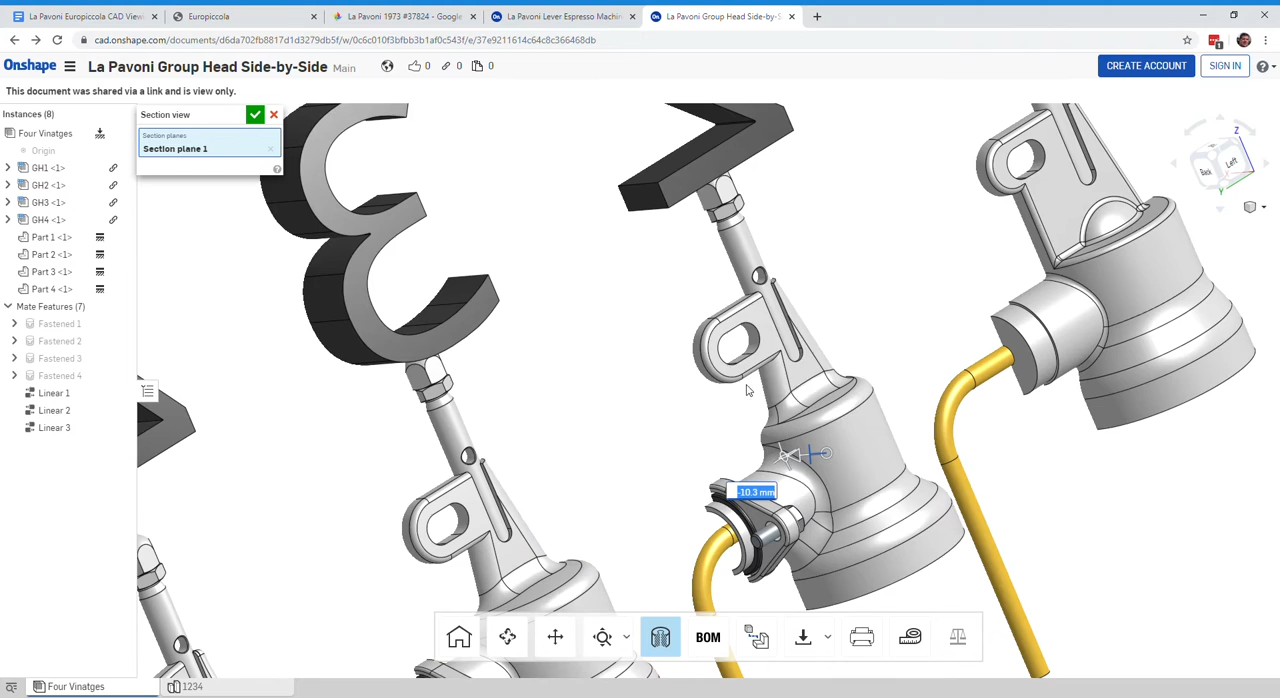 La Pavoni Europiccola CAD View
Europiccola
La Pavoni 1973 #37824 - Google
La Pavoni Lever Espresso Machin
La Pavoni Group Head Side-by-S
cad.onshape.com/documents/d6da702fb8817d1d3279db5f/w/0c6c010f3bfbb3b1af0c543f/e/37e9211614c64c8c366468db
1
Onshape
La Pavoni Group Head Side-by-Side
Main
0
0
0
CREATE ACCOUNT
SIGN IN
This document was shared via a link and is view only.
Instances (8)
Four Vinatges
Origin
GH1 <1>
GH2 <1>
GH3 <1>
GH4 <1>
Part 1 <1>
Part 2 <1>
Part 3 <1>
Part 4 <1>
Mate Features (7)
Fastened 1
Fastened 2
Fastened 3
Fastened 4
Linear 1
Linear 2
Linear 3
Section view
Section planes
Section plane 1
Z
Back
Left
X
Y
-10.3 mm
BOM
Four Vinatges
1234